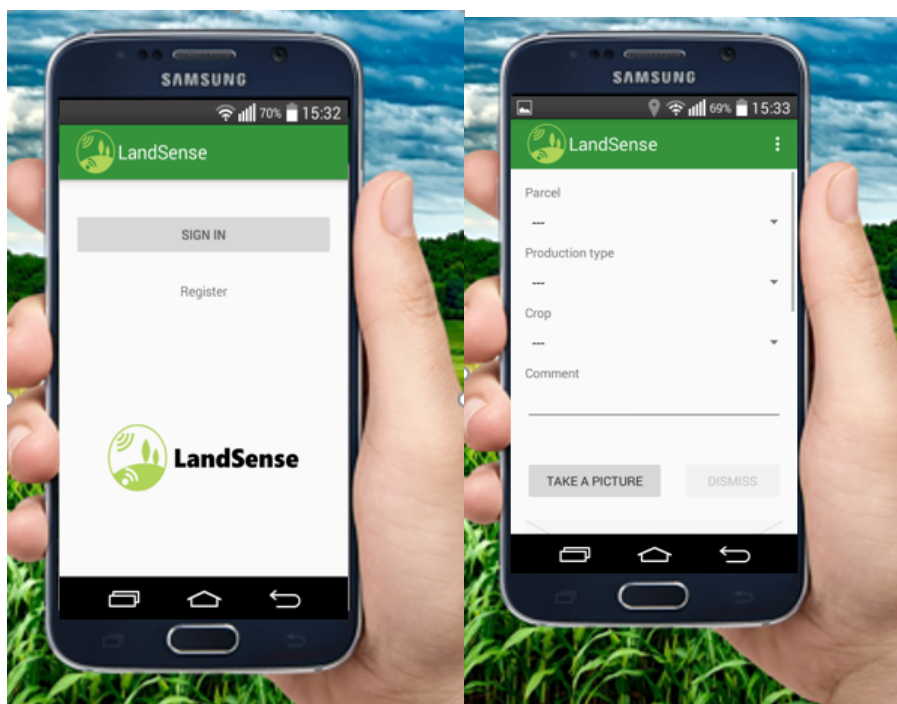 SAMSUNG
70% 15:32
LandSense
SIGN IN
Register
LandSense
SAMSUNG
69% 15:33
LandSense
Parcel
---
Production type
---
Crop
---
Comment
TAKE A PICTURE
DISMISS